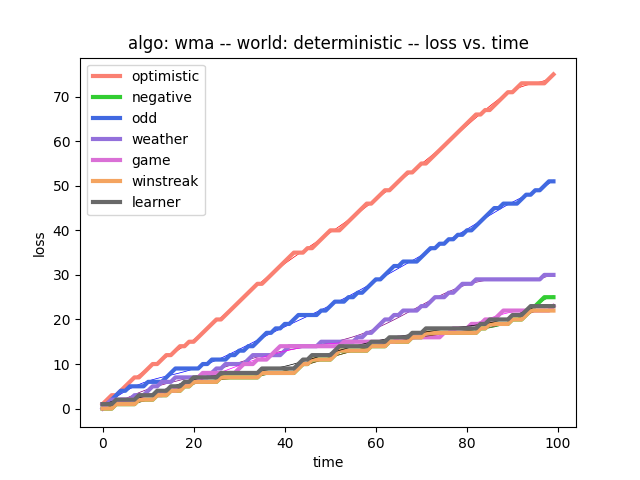 algo: wma -- world: deterministic -- loss vs. time
optimistic
negative
odd
weather
game
winstreak
learner
70
60
50
40
30
20
10
0
loss
0 20 40 60 80 100
time